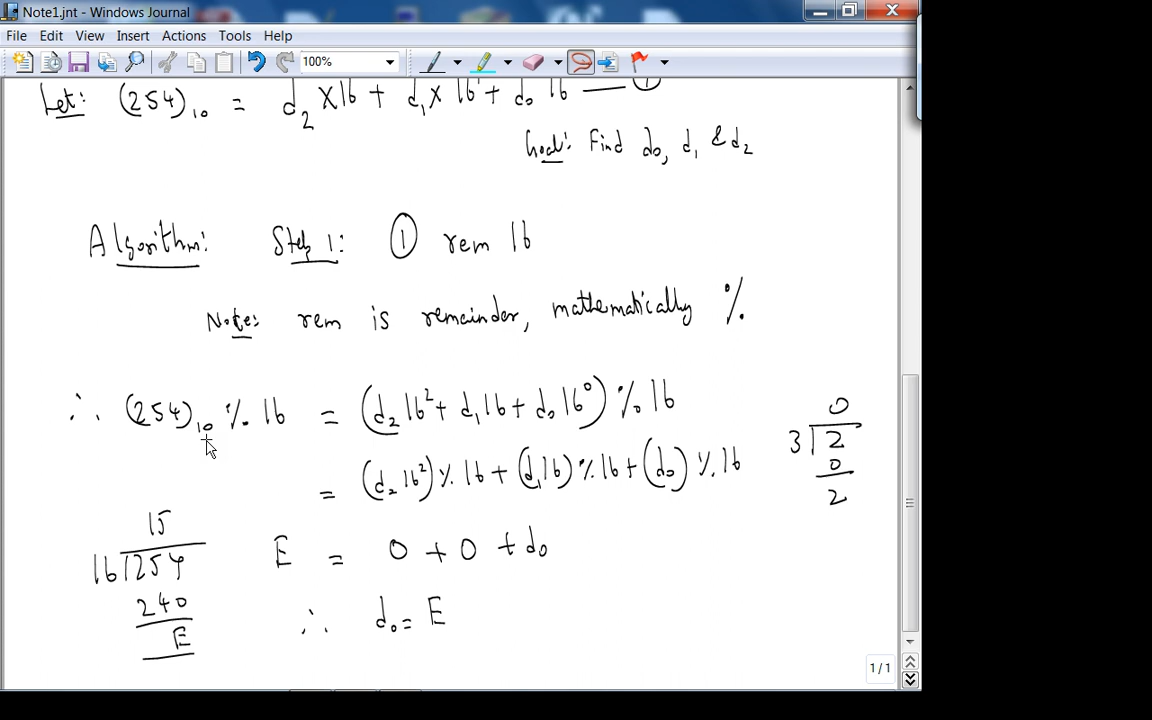 Note1.jnt - Windows Journal
File Edit View Insert Actions Tools Help
100%
Let: (254)₁₀ = d₂ X16 + d₁ X 16' + d₀ 16 — ①
Goal: Find d₀, d₁ & d₂
Algorithm: Step 1: ① rem 16
Note: rem is remainder, mathematically %
∴ (254)₁₀ % 16 = (d₂ 16² + d₁ 16 + d₀ 16⁰) % 16
= (d₂ 16²) % 16 + (d₁ 16) % 16 + (d₀) % 16
0
3 | 2
0
2
15
16 | 254
240
E
E = 0 + 0 + d₀
∴ d₀ = E
1 / 1